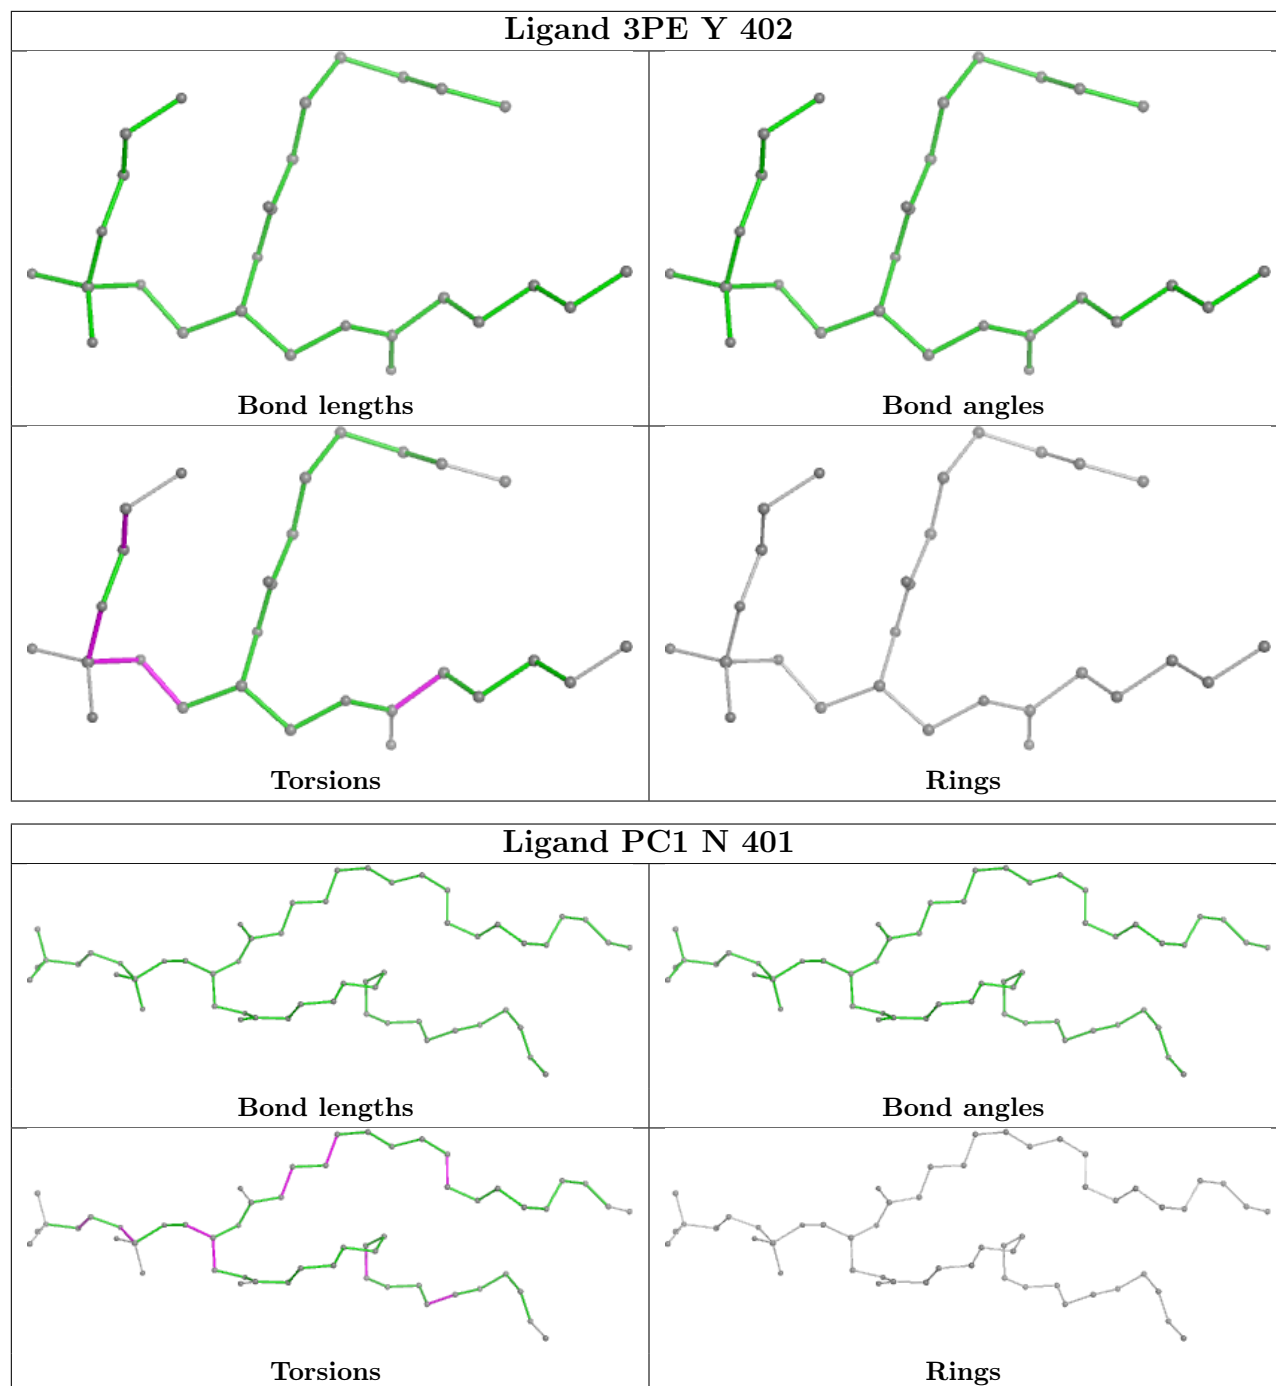 Ligand 3PE Y 402
Bond lengths
Bond angles
Torsions
Rings
Ligand PC1 N 401
Bond lengths
Bond angles
Torsions
Rings